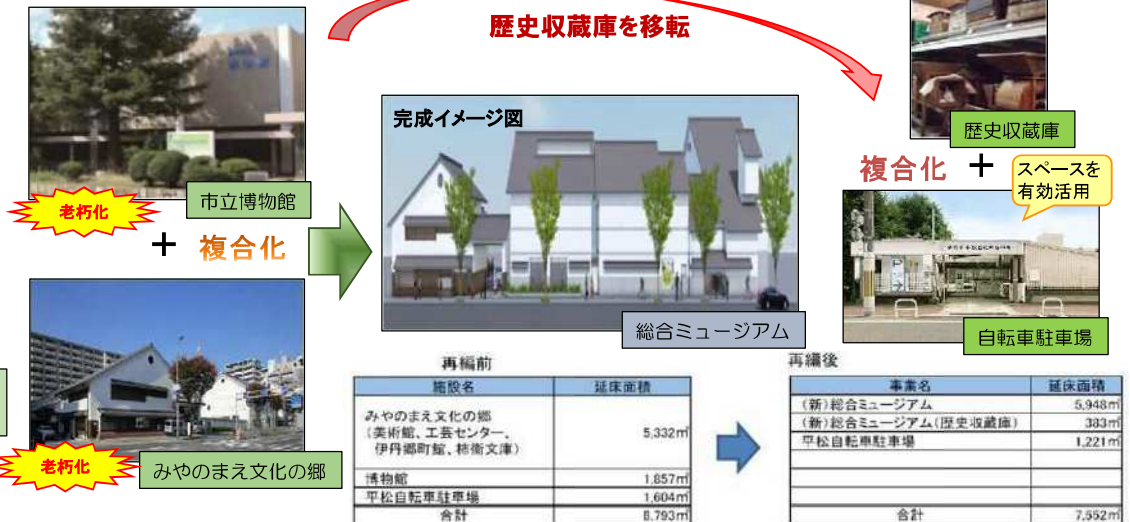 歴史収蔵庫を移転
完成イメージ図
歴史収蔵庫
複合化 +
スペースを
有効活用
老朽化
市立博物館
+ 複合化
総合ミュージアム
自転車駐車場
老朽化
みやのまえ文化の郷
再編前
施設名 延床面積
みやのまえ文化の郷
(美術館、工芸センター、
伊丹郷町館、柿衞文庫)
5,332㎡
博物館 1,857㎡
平松自転車駐車場 1,604㎡
合計 8,793㎡
再編後
事業名 延床面積
(新)総合ミュージアム 5,948㎡
(新)総合ミュージアム(歴史収蔵庫) 383㎡
平松自転車駐車場 1,221㎡
合計 7,552㎡